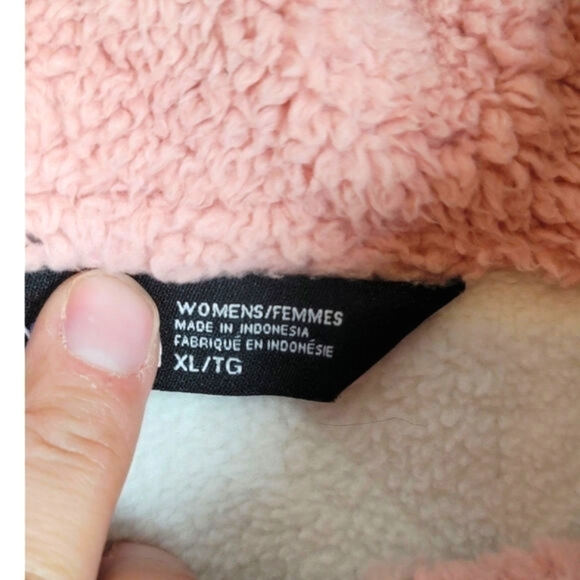 WOMENS/FEMMES
MADE IN INDONESIA
FABRIQUÉ EN INDONÉSIE
XL/TG